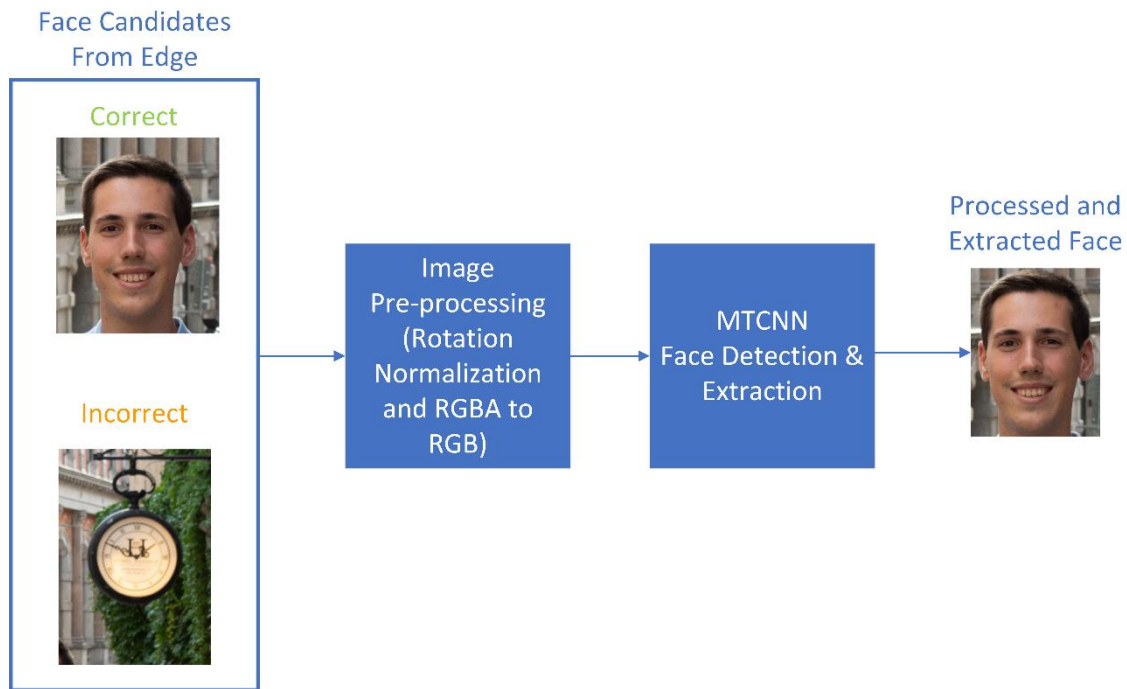 Face Candidates
From Edge
Correct
Incorrect
Image
Pre-processing
(Rotation
Normalization
and RGBA to
RGB)
MTCNN
Face Detection &
Extraction
Processed and
Extracted Face